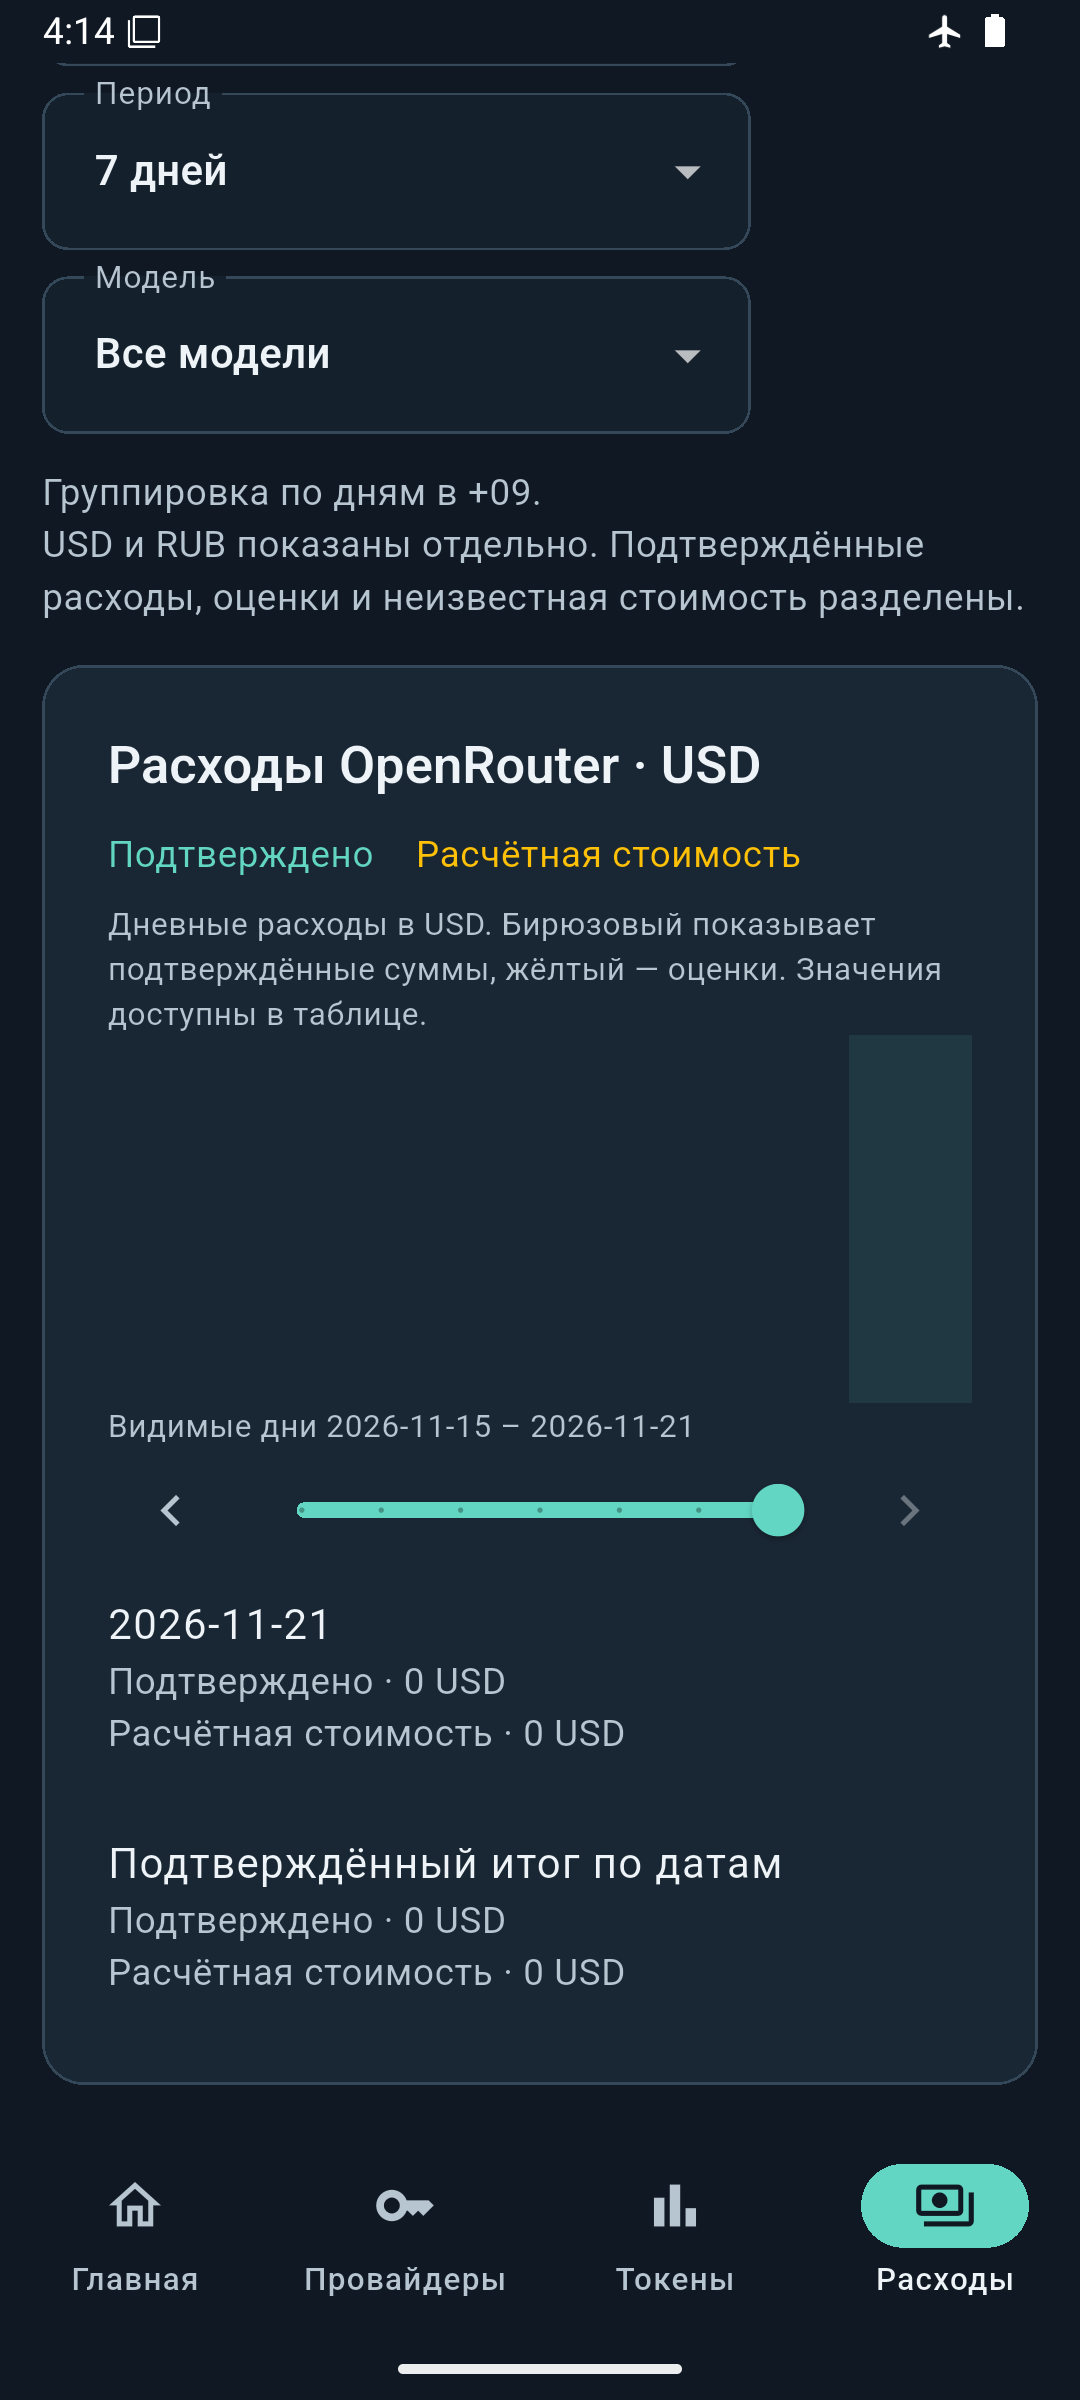 4:14
Период
7 дней
Модель
Все модели
Группировка по дням в +09.
USD и RUB показаны отдельно. Подтверждённые
расходы, оценки и неизвестная стоимость разделены.
Расходы OpenRouter · USD
Подтверждено Расчётная стоимость
Дневные расходы в USD. Бирюзовый показывает
подтверждённые суммы, жёлтый — оценки. Значения
доступны в таблице.
Видимые дни 2026-11-15 – 2026-11-21
2026-11-21
Подтверждено · 0 USD
Расчётная стоимость · 0 USD
Подтверждённый итог по датам
Подтверждено · 0 USD
Расчётная стоимость · 0 USD
Главная Провайдеры Токены Расходы